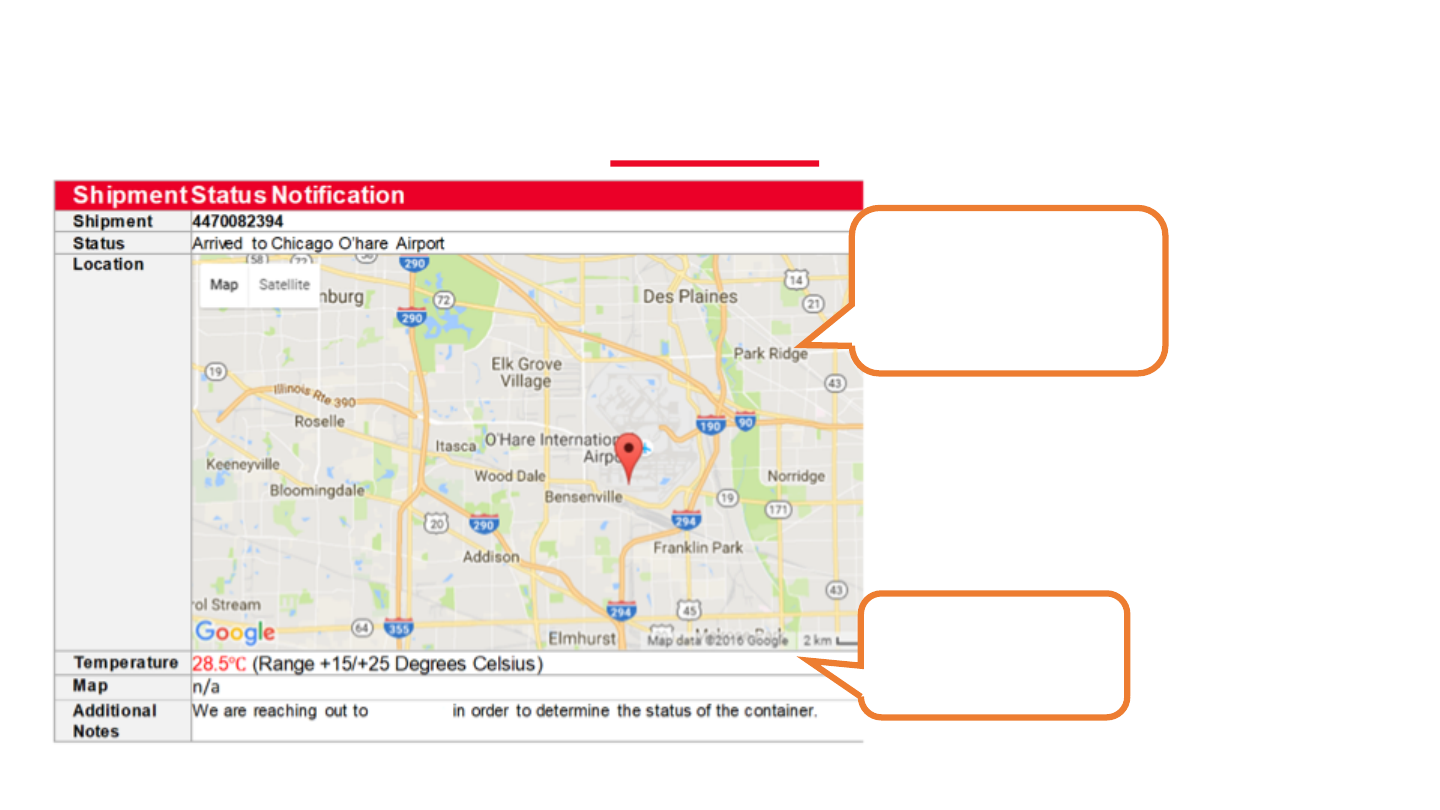 Shipment Status Notification
Shipment 4470082394
Status Arrived to Chicago O'hare Airport
Location
58 72 290
Map Satellite nburg 72 Des Plaines 14
21
290
Park Ridge
Elk Grove
Village
19 43
Illinois Rte 390
Roselle 190 90
Itasca O'Hare Internation
Airpo
Keeneyville Wood Dale Norridge
Bloomingdale Bensenville 19
171
20 290 294
Addison Franklin Park
43
rol Stream 294 45
Google 64 355 Elmhurst Map data ©2016 Google 2 km
Temperature 28.5°C (Range +15/+25 Degrees Celsius)
Map n/a
Additional We are reaching out to in order to determine the status of the container.
Notes